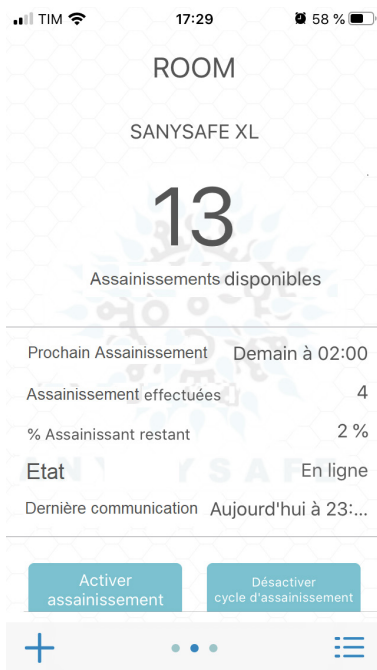 TIM 17:29 58 %
ROOM
SANYSAFE XL
13
Assainissements disponibles
Prochain Assainissement Demain à 02:00
Assainissement effectuées 4
% Assainissant restant 2 %
Etat En ligne
Dernière communication Aujourd'hui à 23:...
Activer
assainissement
Désactiver
cycle d'assainissement